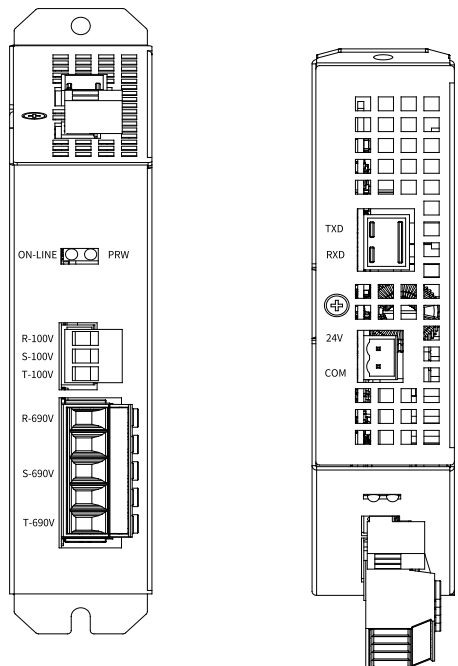 ON-LINE PRW
R-100V
S-100V
T-100V
R-690V
S-690V
T-690V
TXD
RXD
24V
COM